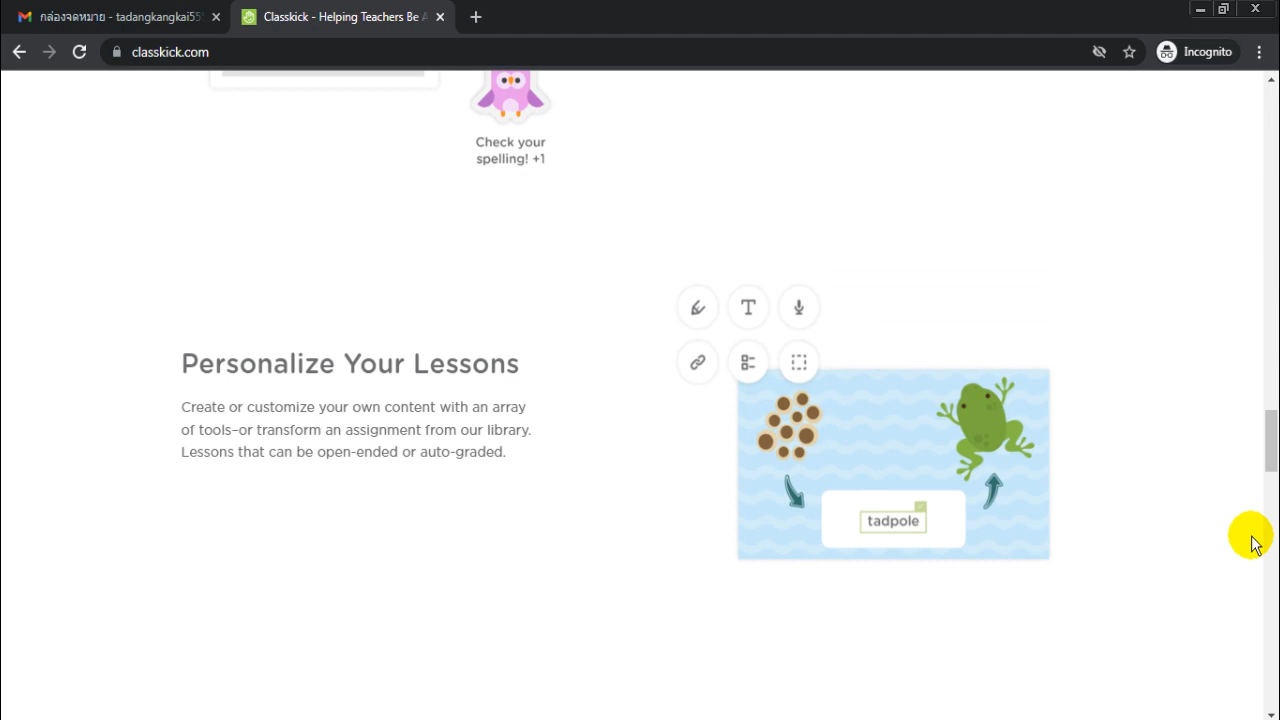 กล่องจดหมาย - tadangkangkai55
Classkick - Helping Teachers Be A
classkick.com
Incognito
Check your
spelling! +1
T
Personalize Your Lessons
Create or customize your own content with an array
of tools–or transform an assignment from our library.
Lessons that can be open-ended or auto-graded.
tadpole